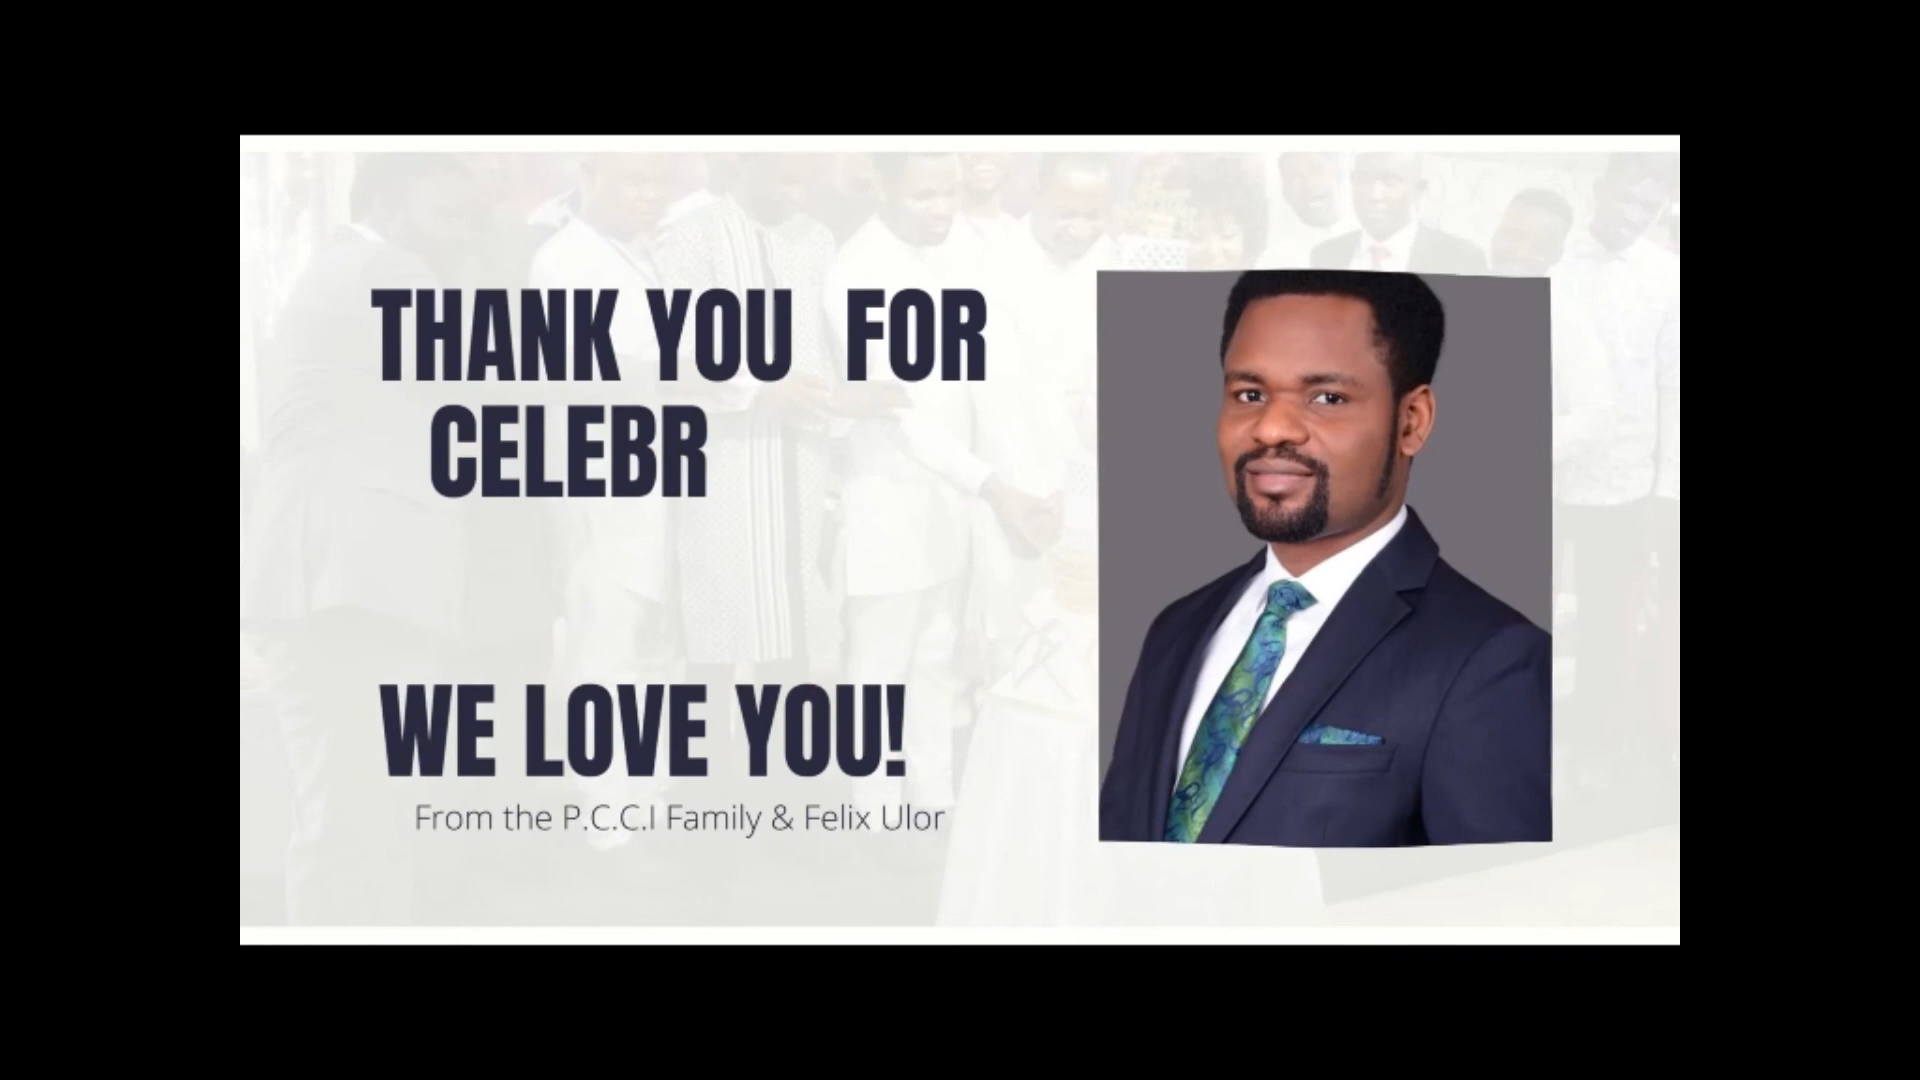 THANK YOU FOR
CELEBR
WE LOVE YOU!
From the P.C.C.I Family & Felix Ulor